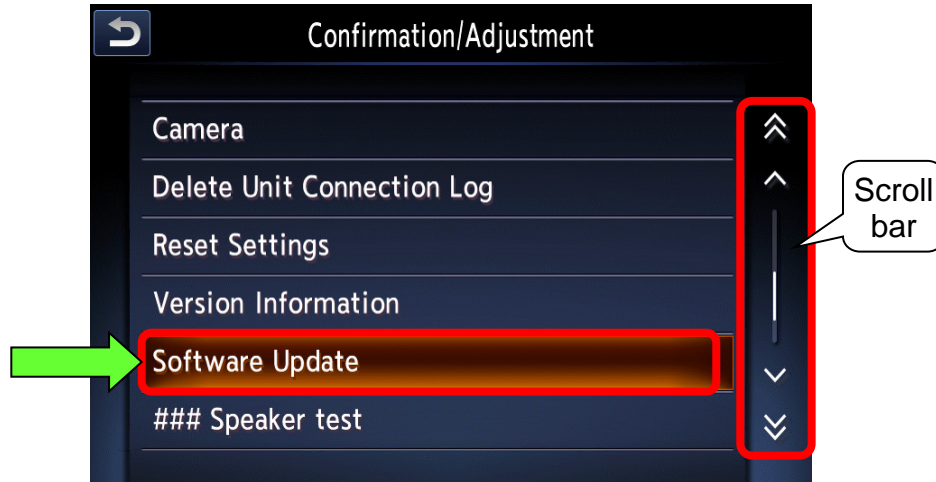 Confirmation/Adjustment
Camera
Delete Unit Connection Log
Reset Settings
Version Information
Software Update
### Speaker test
Scroll
bar